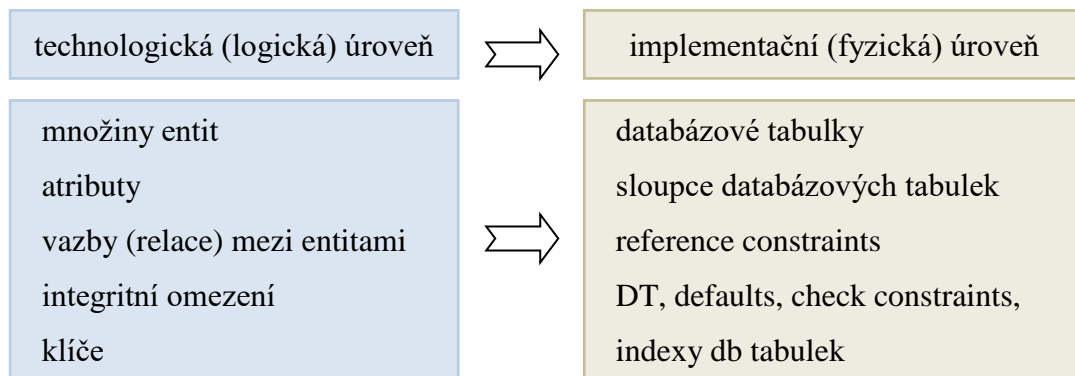 technologická (logická) úroveň
implementační (fyzická) úroveň
množiny entit
atributy
vazby (relace) mezi entitami
integritní omezení
klíče
databázové tabulky
sloupce databázových tabulek
reference constraints
DT, defaults, check constraints,
indexy db tabulek